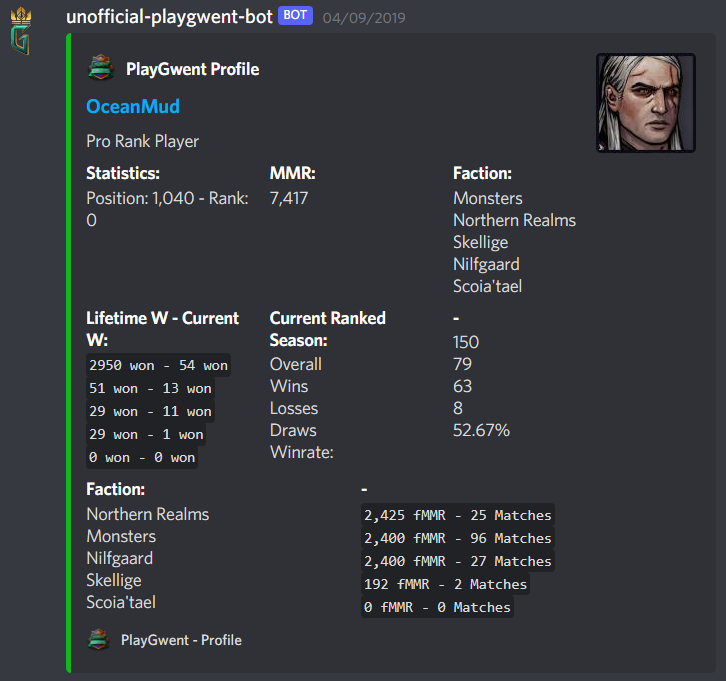 unofficial-playgwent-bot BOT 04/09/2019
PlayGwent Profile
OceanMud
Pro Rank Player
Statistics:
Position: 1,040 - Rank:
0
MMR:
7,417
Faction:
Monsters
Northern Realms
Skellige
Nilfgaard
Scoia'tael
Lifetime W - Current
W:
2950 won - 54 won
51 won - 13 won
29 won - 11 won
29 won - 1 won
0 won - 0 won
Current Ranked
Season:
Overall
Wins
Losses
Draws
Winrate:
-
150
79
63
8
52.67%
Faction:
Northern Realms
Monsters
Nilfgaard
Skellige
Scoia'tael
-
2,425 fMMR - 25 Matches
2,400 fMMR - 96 Matches
2,400 fMMR - 27 Matches
192 fMMR - 2 Matches
0 fMMR - 0 Matches
PlayGwent - Profile